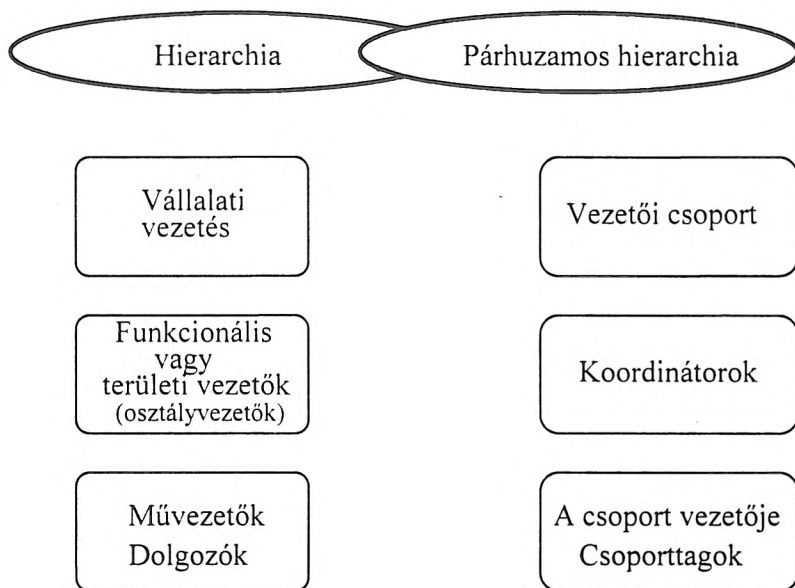 Hierarchia
Párhuzamos hierarchia
Vállalati
vezetés
Vezetői csoport
Funkcionális
vagy
területi vezetők
(osztályvezetők)
Koordinátorok
Művezetők
Dolgozók
A csoport vezetője
Csoporttagok